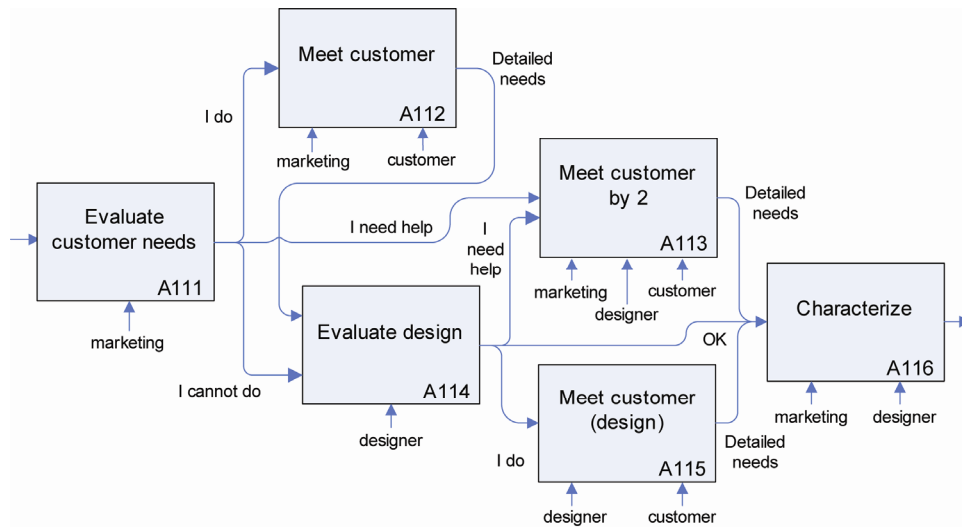 Meet customer
A112
Detailed
needs
I do
marketing
customer
Evaluate
customer needs
A111
marketing
I need help
I
need
help
Meet customer
by 2
A113
Detailed
needs
marketing
designer
customer
I cannot do
Evaluate design
A114
designer
OK
Characterize
A116
marketing
designer
I do
Meet customer
(design)
A115
Detailed
needs
designer
customer